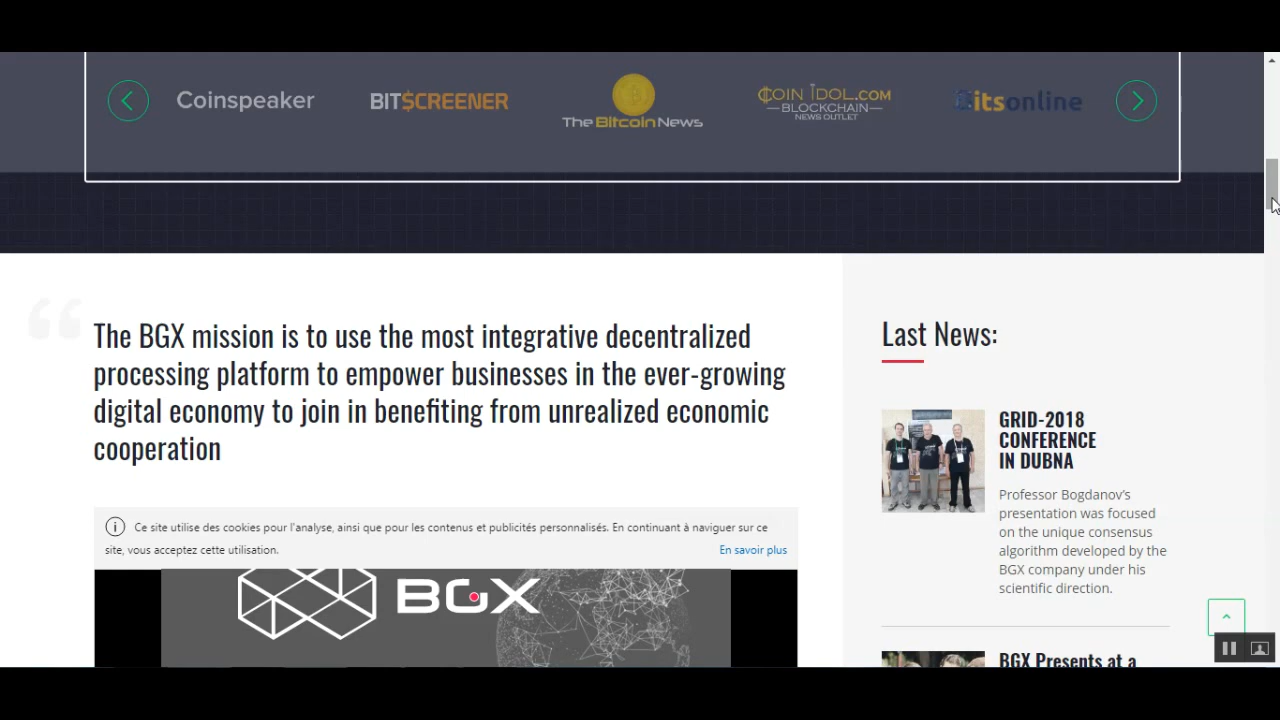 Coinspeaker
BIT$CREENER
The Bitcoin News
COIN IDOL.COM
BLOCKCHAIN
NEWS OUTLET
Bitsonline
The BGX mission is to use the most integrative decentralized
processing platform to empower businesses in the ever-growing
digital economy to join in benefiting from unrealized economic
cooperation
Ce site utilise des cookies pour l'analyse, ainsi que pour les contenus et publicités personnalisés. En continuant à naviguer sur ce
site, vous acceptez cette utilisation.
En savoir plus
BGX
Last News:
GRID-2018
CONFERENCE
IN DUBNA
Professor Bogdanov's
presentation was focused
on the unique consensus
algorithm developed by the
BGX company under his
scientific direction.
BGX Presents at a